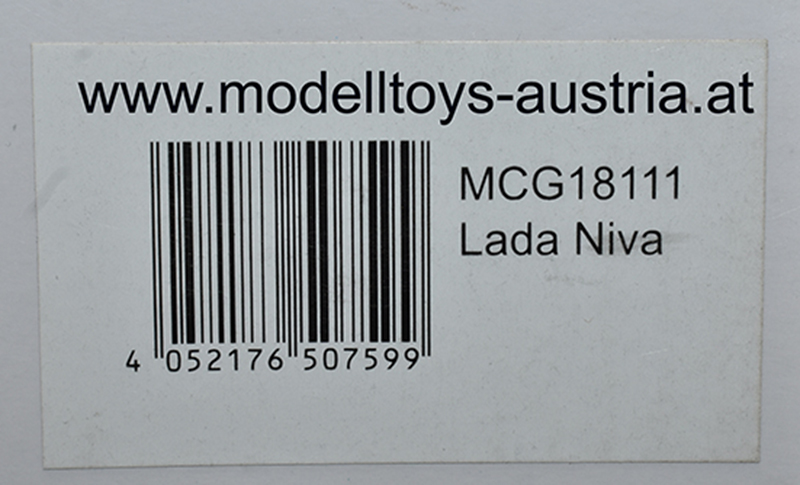 www.modelltoys-austria.at
MCG18111
Lada Niva
4 052176 507599